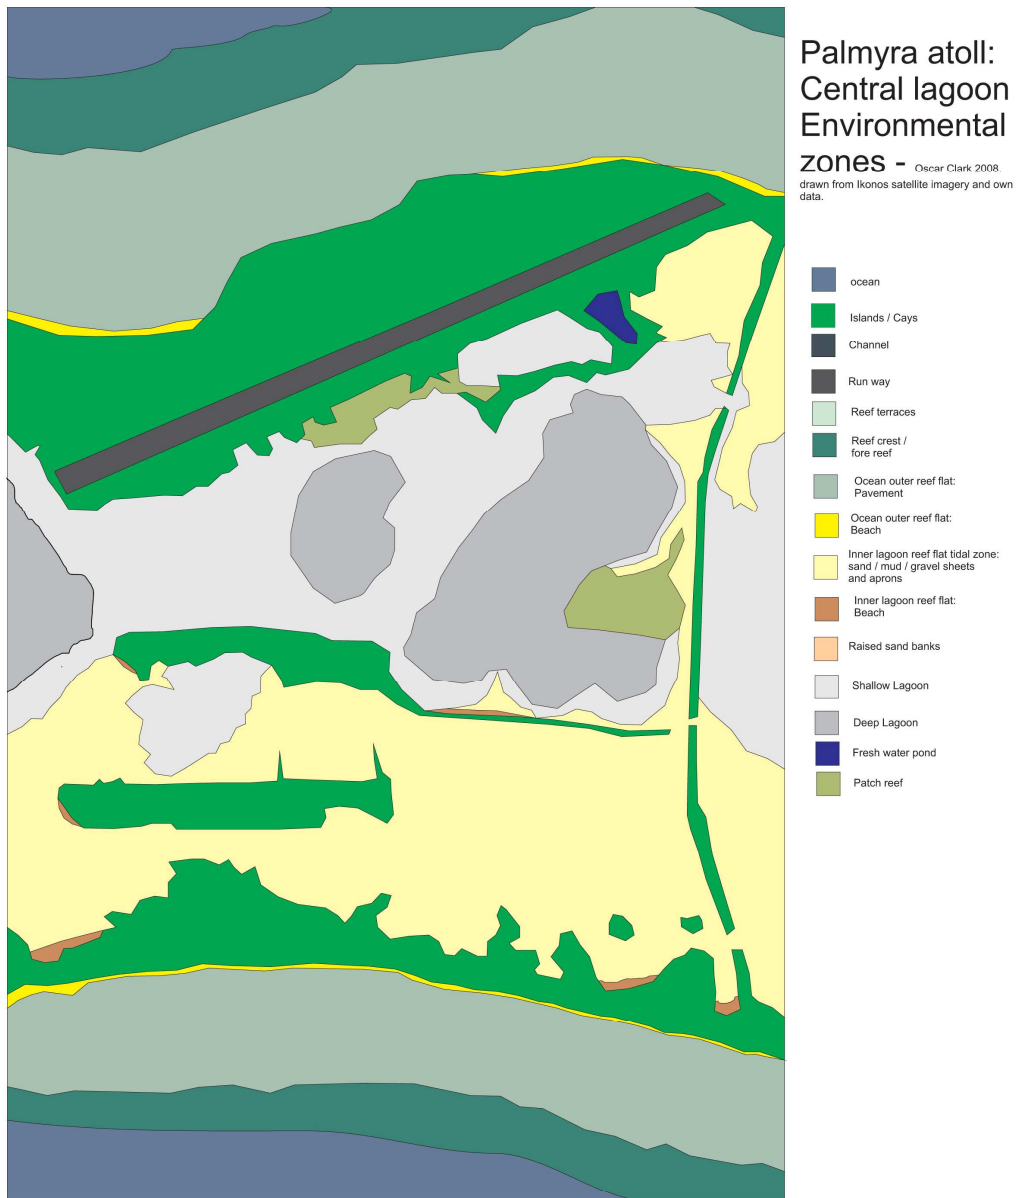 Palmyra atoll:
Central lagoon
Environmental
zones - Oscar Clark 2008.
drawn from Ikonos satellite imagery and own
data.
ocean
Islands / Cays
Channel
Run way
Reef terraces
Reef crest /
fore reef
Ocean outer reef flat:
Pavement
Ocean outer reef flat:
Beach
Inner lagoon reef flat tidal zone:
sand / mud / gravel sheets
and aprons
Inner lagoon reef flat:
Beach
Raised sand banks
Shallow Lagoon
Deep Lagoon
Fresh water pond
Patch reef